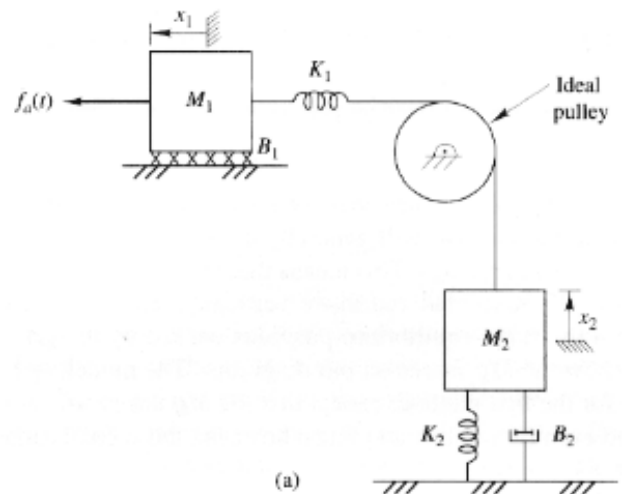 x₁
K₁
Ideal
pulley
fₐ(t)
M₁
B₁
M₂
x₂
K₂
B₂
(a)